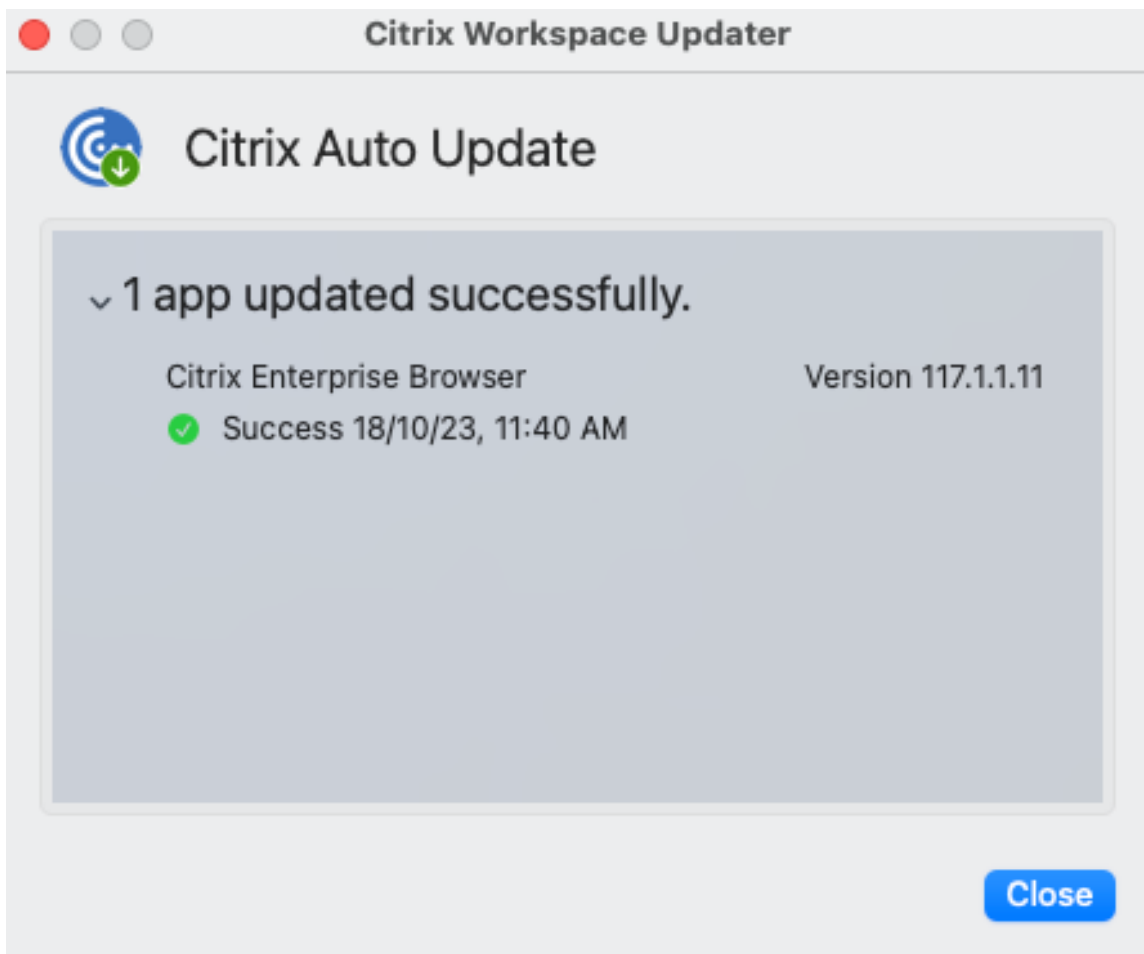 Citrix Workspace Updater
Citrix Auto Update
1 app updated successfully.
Citrix Enterprise Browser Version 117.1.1.11
Success 18/10/23, 11:40 AM
Close